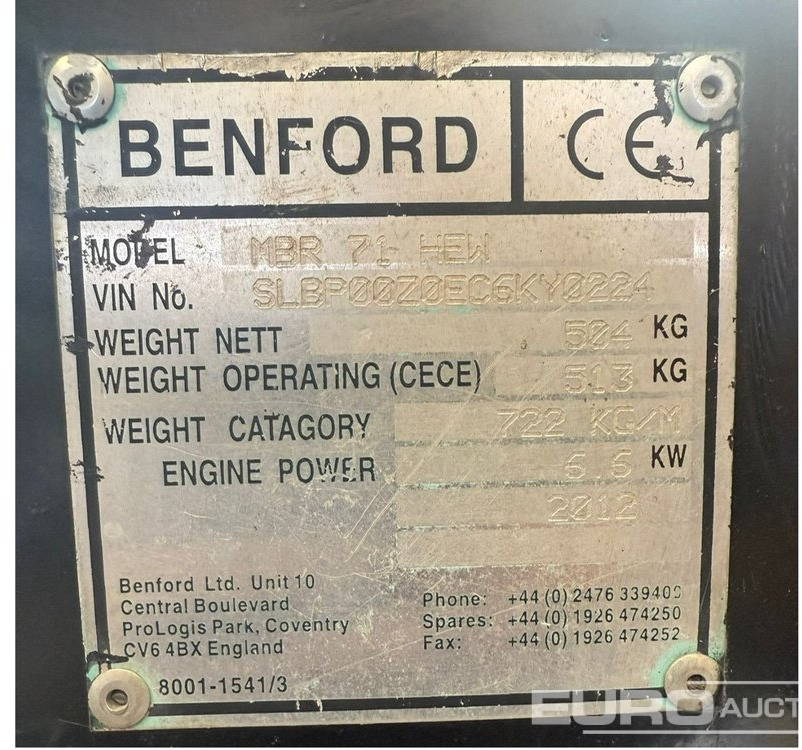 BENFORD CE
MODEL MBR 71 HEW
VIN No. SLBP00Z0EC6KY0224
WEIGHT NETT 504 KG
WEIGHT OPERATING (CECE) 513 KG
WEIGHT CATAGORY 722 KG/M
ENGINE POWER 6.6 KW
2012
Benford Ltd. Unit 10
Central Boulevard
ProLogis Park, Coventry
CV6 4BX England
Phone: +44 (0) 2476 339400
Spares: +44 (0) 1926 474250
Fax: +44 (0) 1926 474252
8001-1541/3
EURO AUCT